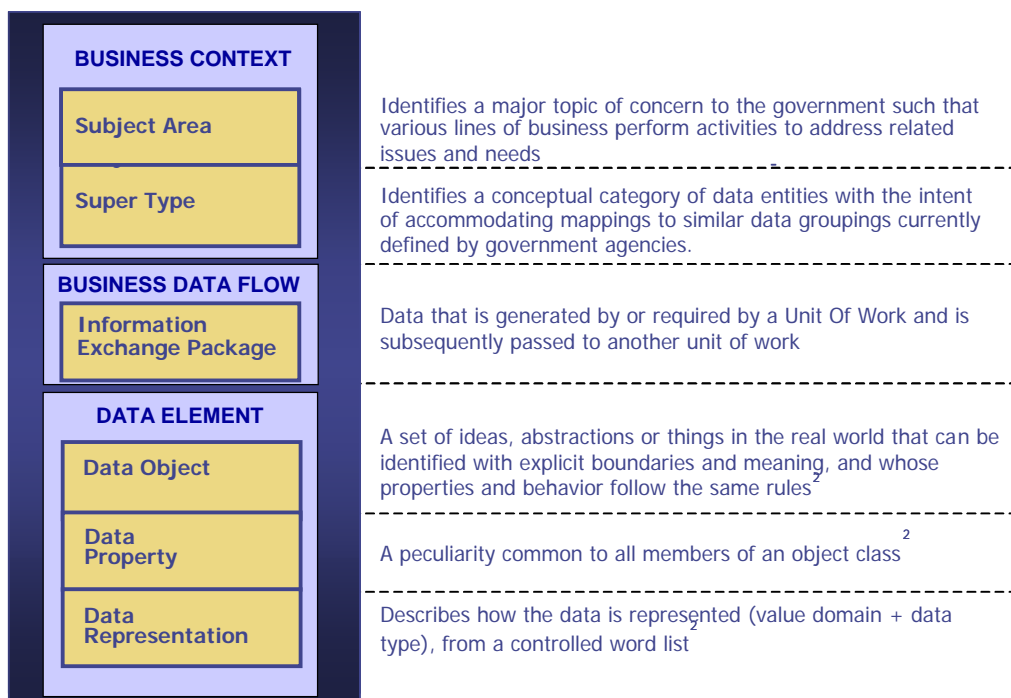 BUSINESS CONTEXT
Subject Area
Identifies a major topic of concern to the government such that
various lines of business perform activities to address related
issues and needs
Super Type
Identifies a conceptual category of data entities with the intent
of accommodating mappings to similar data groupings currently
defined by government agencies.
BUSINESS DATA FLOW
Information
Exchange Package
Data that is generated by or required by a Unit Of Work and is
subsequently passed to another unit of work
DATA ELEMENT
Data Object
A set of ideas, abstractions or things in the real world that can be
identified with explicit boundaries and meaning, and whose
properties and behavior follow the same rules2
Data
Property
A peculiarity common to all members of an object class2
Data
Representation
Describes how the data is represented (value domain + data
type), from a controlled word list2